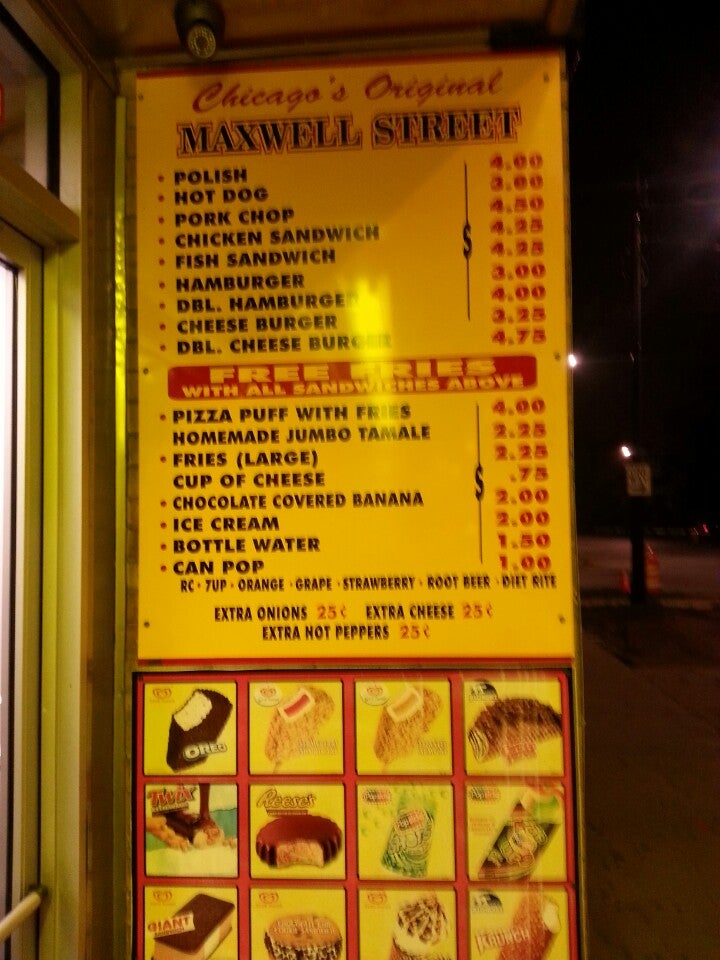 Chicago's Original
MAXWELL STREET
• POLISH 4.00
• HOT DOG 3.00
• PORK CHOP 4.50
• CHICKEN SANDWICH 4.25
• FISH SANDWICH $ 4.25
• HAMBURGER 3.00
• DBL. HAMBURGER 4.00
• CHEESE BURGER 3.25
• DBL. CHEESE BURGER 4.75
FREE FRIES
WITH ALL SANDWICHES ABOVE
• PIZZA PUFF WITH FRIES 4.00
HOMEMADE JUMBO TAMALE 2.25
• FRIES (LARGE) 2.25
CUP OF CHEESE $ .75
• CHOCOLATE COVERED BANANA 2.00
• ICE CREAM 2.00
• BOTTLE WATER 1.50
• CAN POP 1.00
RC • 7UP • ORANGE • GRAPE • STRAWBERRY • ROOT BEER • DIET RITE
EXTRA ONIONS 25¢ EXTRA CHEESE 25¢
EXTRA HOT PEPPERS 25¢
OREO
Twix
Reese's
GIANT
Krunch